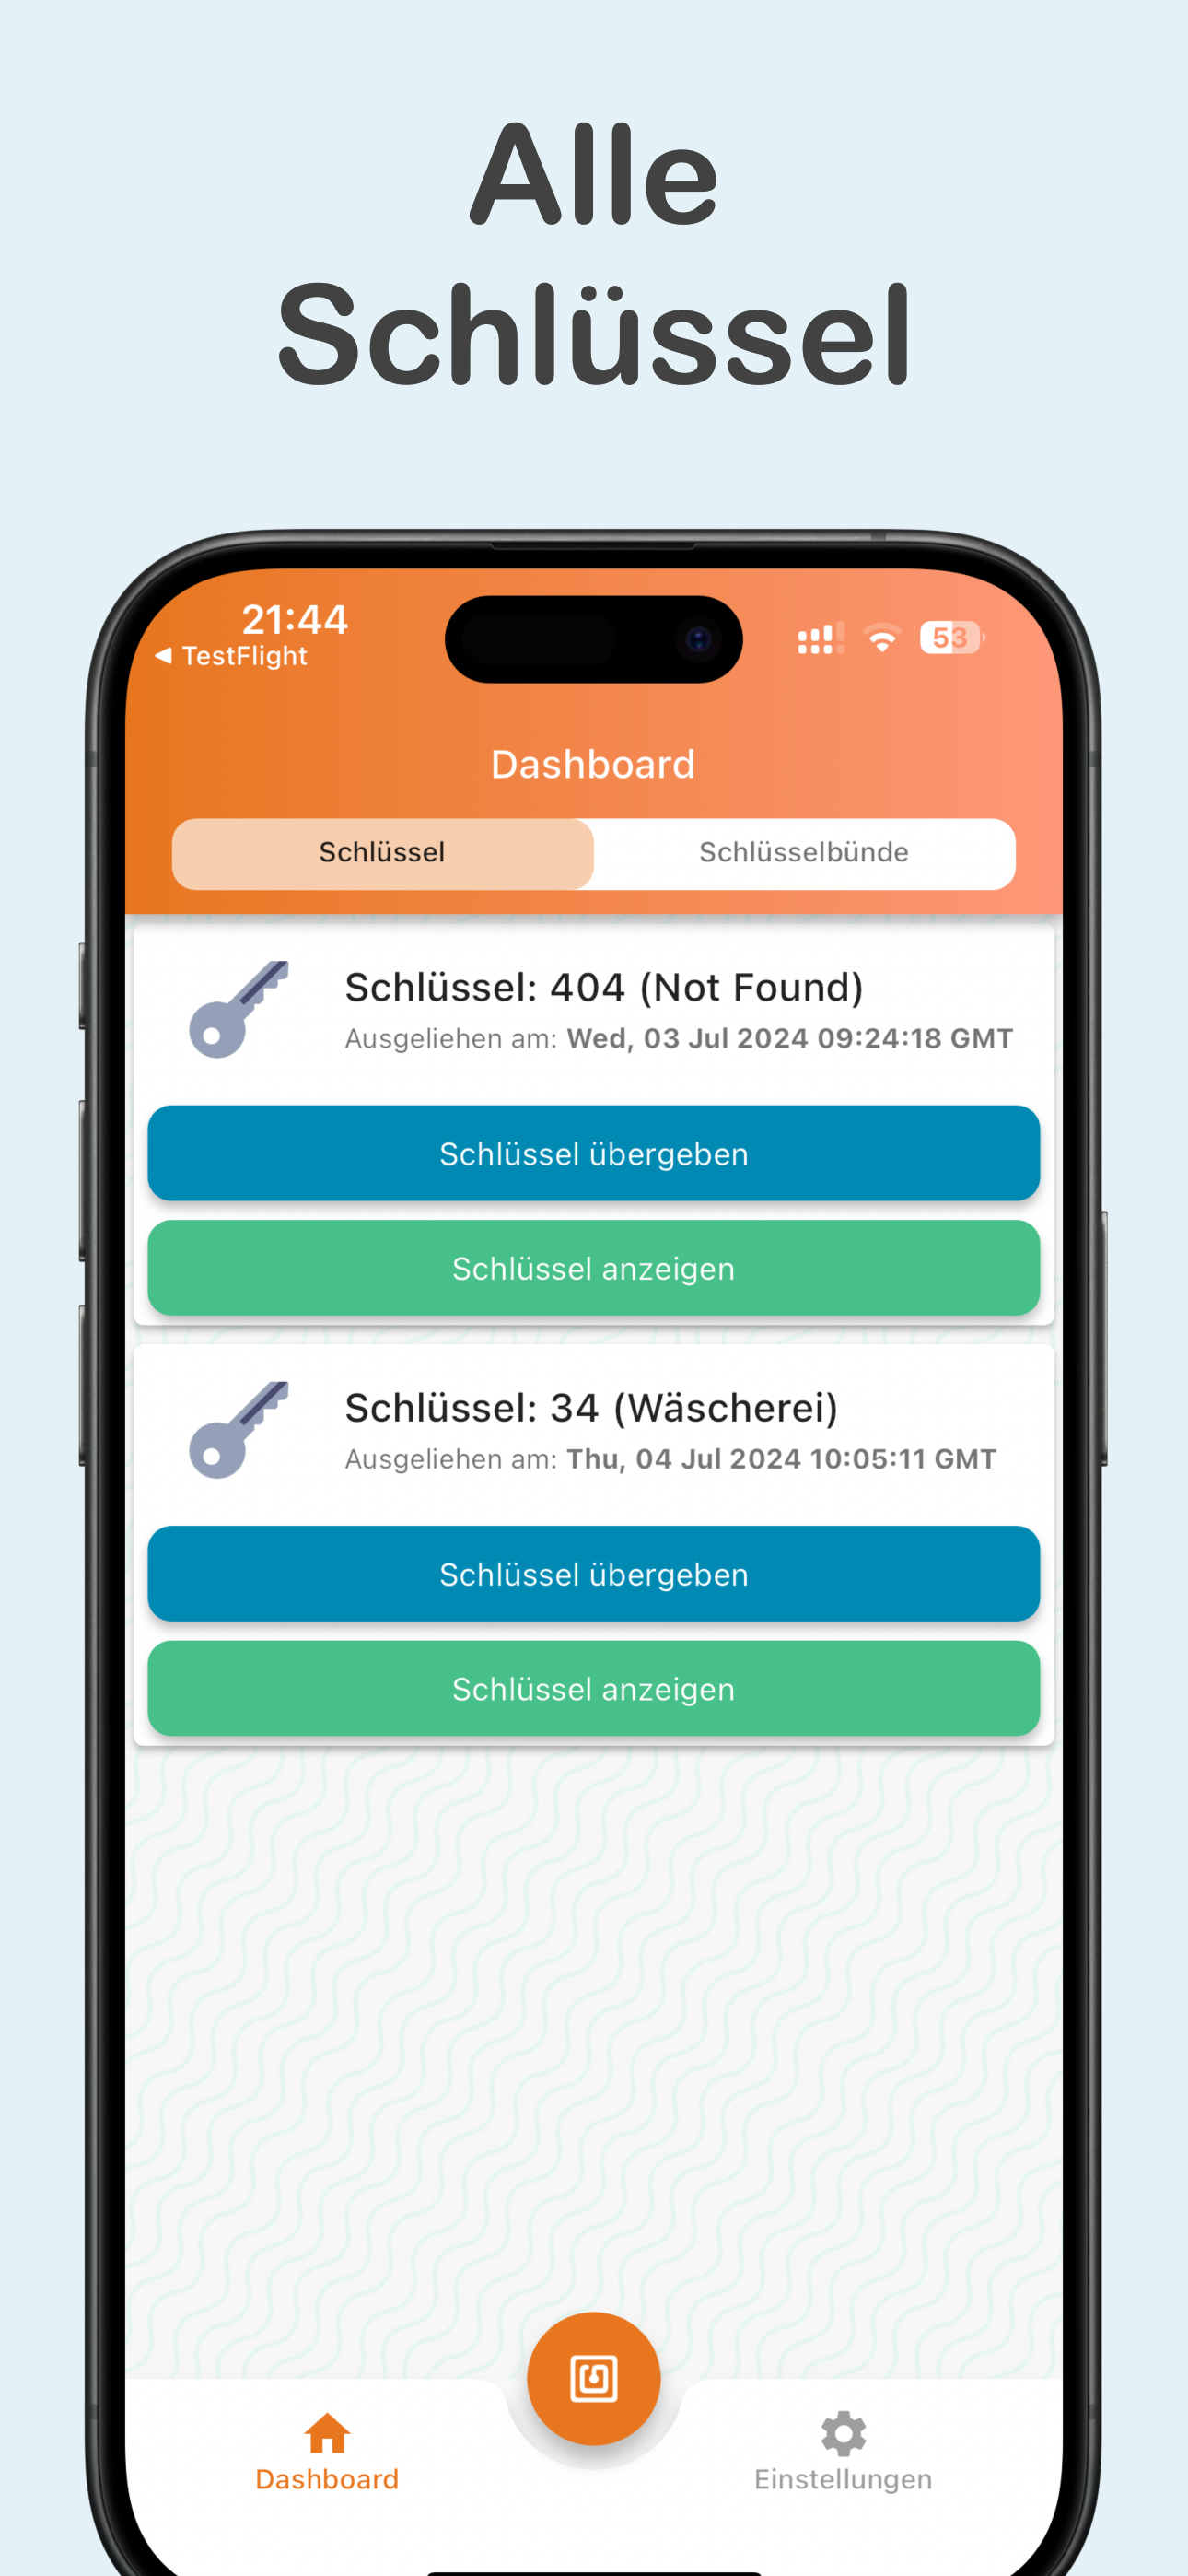 Alle
Schlüssel
21:44
53
TestFlight
Dashboard
Schlüssel
Schlüsselbünde
Schlüssel: 404 (Not Found)
Ausgeliehen am: Wed, 03 Jul 2024 09:24:18 GMT
Schlüssel übergeben
Schlüssel anzeigen
Schlüssel: 34 (Wäscherei)
Ausgeliehen am: Thu, 04 Jul 2024 10:05:11 GMT
Schlüssel übergeben
Schlüssel anzeigen
Dashboard
Einstellungen